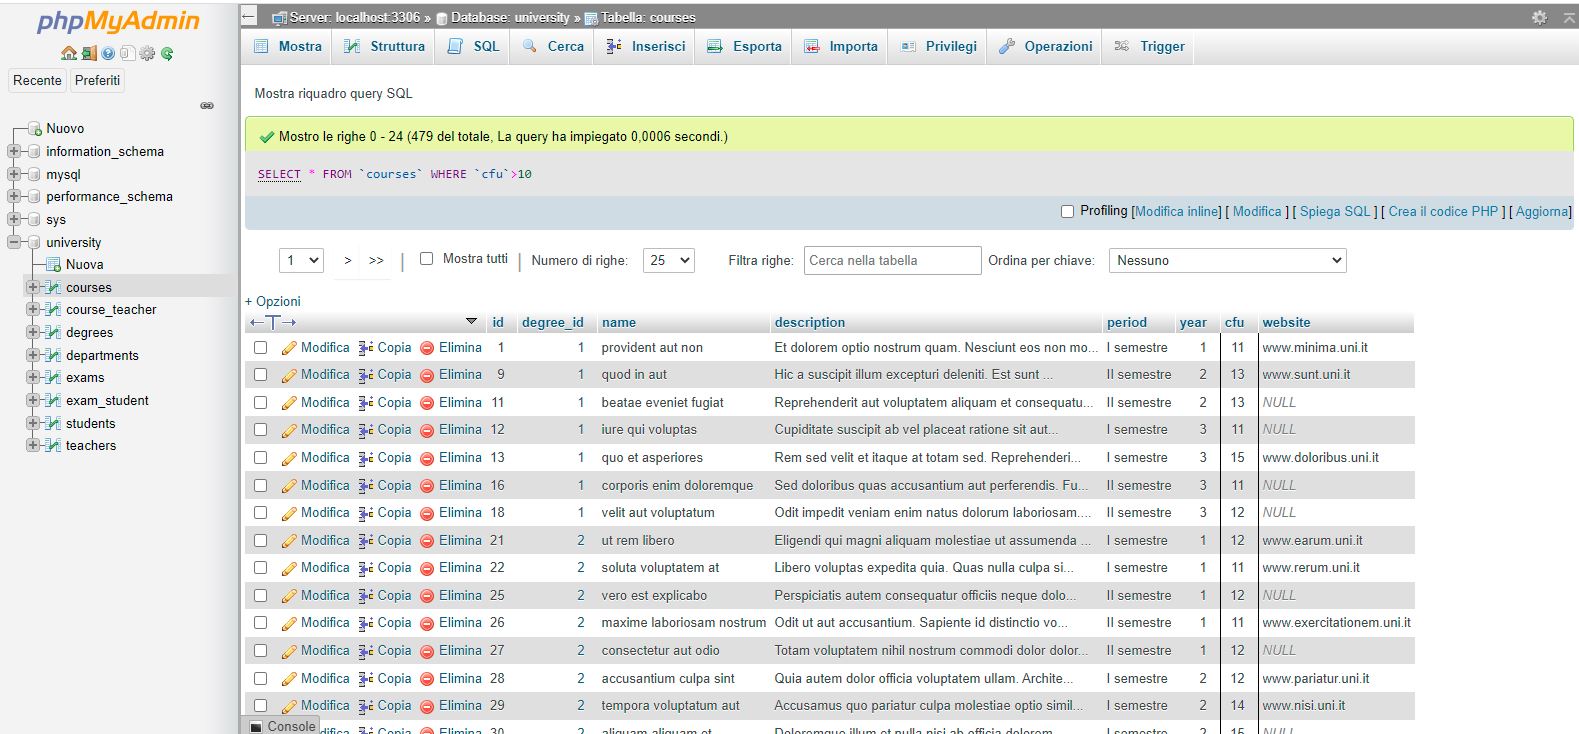 phpMyAdmin
Recente Preferiti
Nuovo
information_schema
mysql
performance_schema
sys
university
Nuova
courses
course_teacher
degrees
departments
exams
exam_student
students
teachers
Server: localhost:3306 » Database: university » Tabella: courses
Mostra Struttura SQL Cerca Inserisci Esporta Importa Privilegi Operazioni Trigger
Mostra riquadro query SQL
Mostro le righe 0 - 24 (479 del totale, La query ha impiegato 0,0006 secondi.)
SELECT * FROM `courses` WHERE `cfu`>10
Profiling [Modifica inline] [ Modifica ] [ Spiega SQL ] [ Crea il codice PHP ] [ Aggiorna]
1 > >> | Mostra tutti | Numero di righe: 25 Filtra righe: Cerca nella tabella Ordina per chiave: Nessuno
+ Opzioni
←T→ id degree_id name description period year cfu website
Modifica Copia Elimina 1 1 provident aut non Et dolorem optio nostrum quam. Nesciunt eos non mo... I semestre 1 11 www.minima.uni.it
Modifica Copia Elimina 9 1 quod in aut Hic a suscipit illum excepturi deleniti. Est sunt ... II semestre 2 13 www.sunt.uni.it
Modifica Copia Elimina 11 1 beatae eveniet fugiat Reprehenderit aut voluptatem aliquam et consequatu... II semestre 2 13 NULL
Modifica Copia Elimina 12 1 iure qui voluptas Cupiditate suscipit ab vel placeat ratione sit aut... I semestre 3 11 NULL
Modifica Copia Elimina 13 1 quo et asperiores Rem sed velit et itaque at totam sed. Reprehenderi... I semestre 3 15 www.doloribus.uni.it
Modifica Copia Elimina 16 1 corporis enim doloremque Sed doloribus quas accusantium aut perferendis. Fu... I semestre 3 11 NULL
Modifica Copia Elimina 18 1 velit aut voluptatum Odit impedit veniam enim natus dolorum laboriosam.... I semestre 3 12 NULL
Modifica Copia Elimina 21 2 ut rem libero Eligendi qui magni aliquam molestiae ut assumenda ... I semestre 1 12 www.earum.uni.it
Modifica Copia Elimina 22 2 soluta voluptatem at Libero voluptas expedita quia. Quas nulla culpa si... I semestre 1 11 www.rerum.uni.it
Modifica Copia Elimina 25 2 vero est explicabo Perspiciatis autem consequatur officiis neque dolo... II semestre 1 12 NULL
Modifica Copia Elimina 26 2 maxime laboriosam nostrum Odit ut aut accusantium. Sapiente id distinctio vo... II semestre 1 11 www.exercitationem.uni.it
Modifica Copia Elimina 27 2 consectetur aut odio Totam voluptatem nihil nostrum commodi dolor dolor... II semestre 1 12 NULL
Modifica Copia Elimina 28 2 accusantium culpa sint Quia autem dolor officia voluptatem ullam. Archite... I semestre 2 12 www.pariatur.uni.it
Modifica Copia Elimina 29 2 tempora voluptatum aut Accusamus quo pariatur culpa molestiae optio simil... I semestre 2 14 www.nisi.uni.it
Copia Elimina 30 2 aliquam aliquam et Doloremque illum et nulla nisi ab officia dolorem I semestre 2 15 NULL
Console